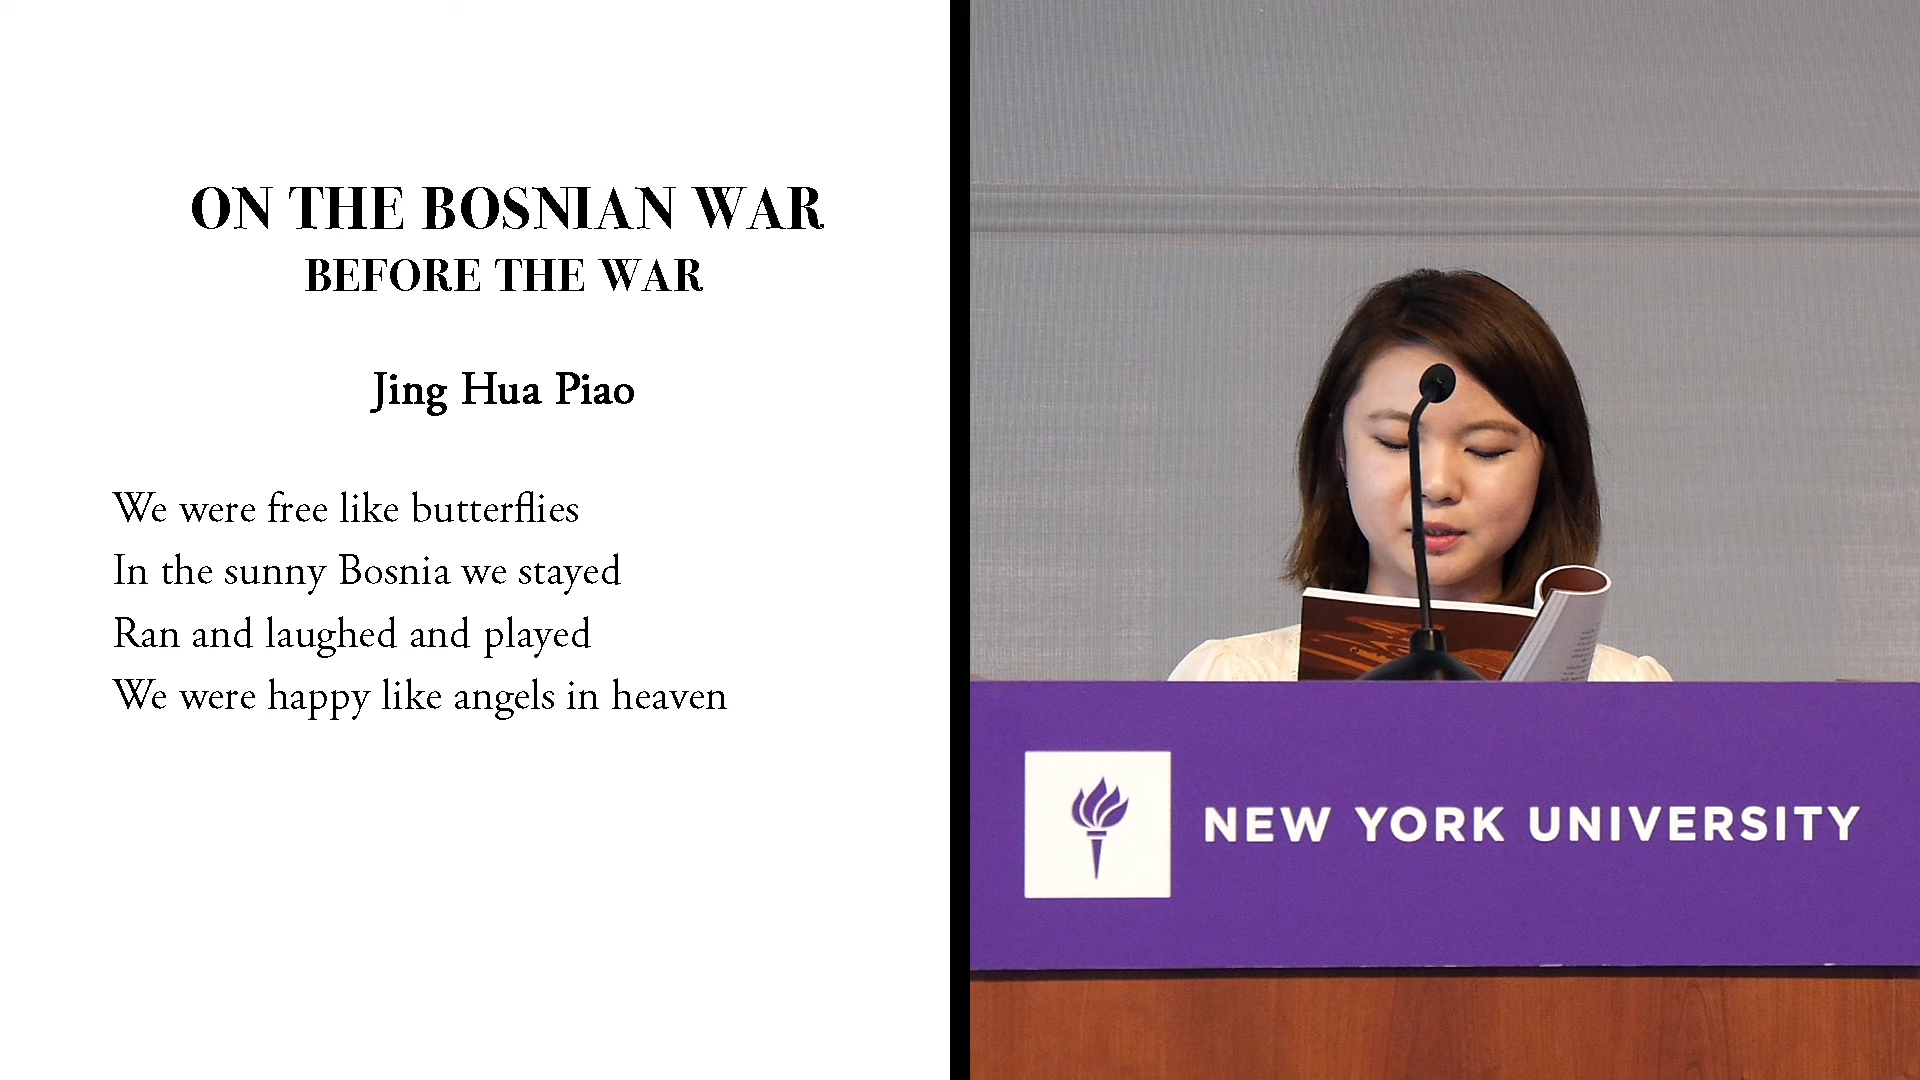 ON THE BOSNIAN WAR
BEFORE THE WAR
Jing Hua Piao
We were free like butterflies
In the sunny Bosnia we stayed
Ran and laughed and played
We were happy like angels in heaven
NEW YORK UNIVERSITY